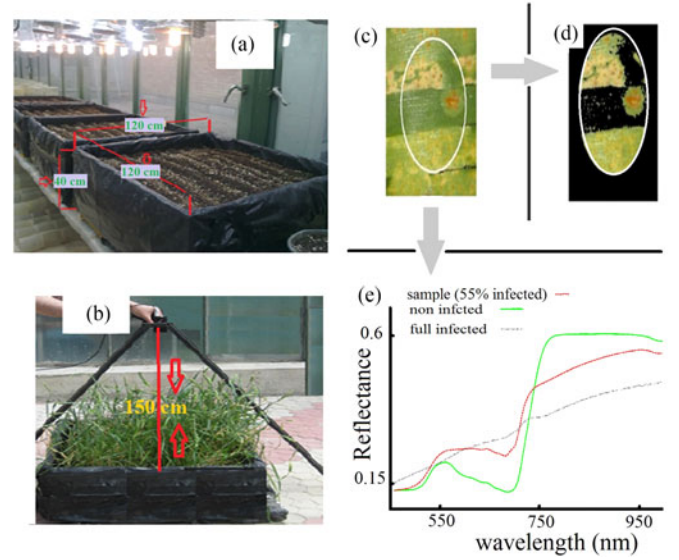 (a)
120 cm
120 cm
40 cm
(b)
150 cm
(c)
(d)
(e)
sample (55% infected)
non infcted
full infected
0.6
Reflectance
0.15
550
750
950
wavelength (nm)